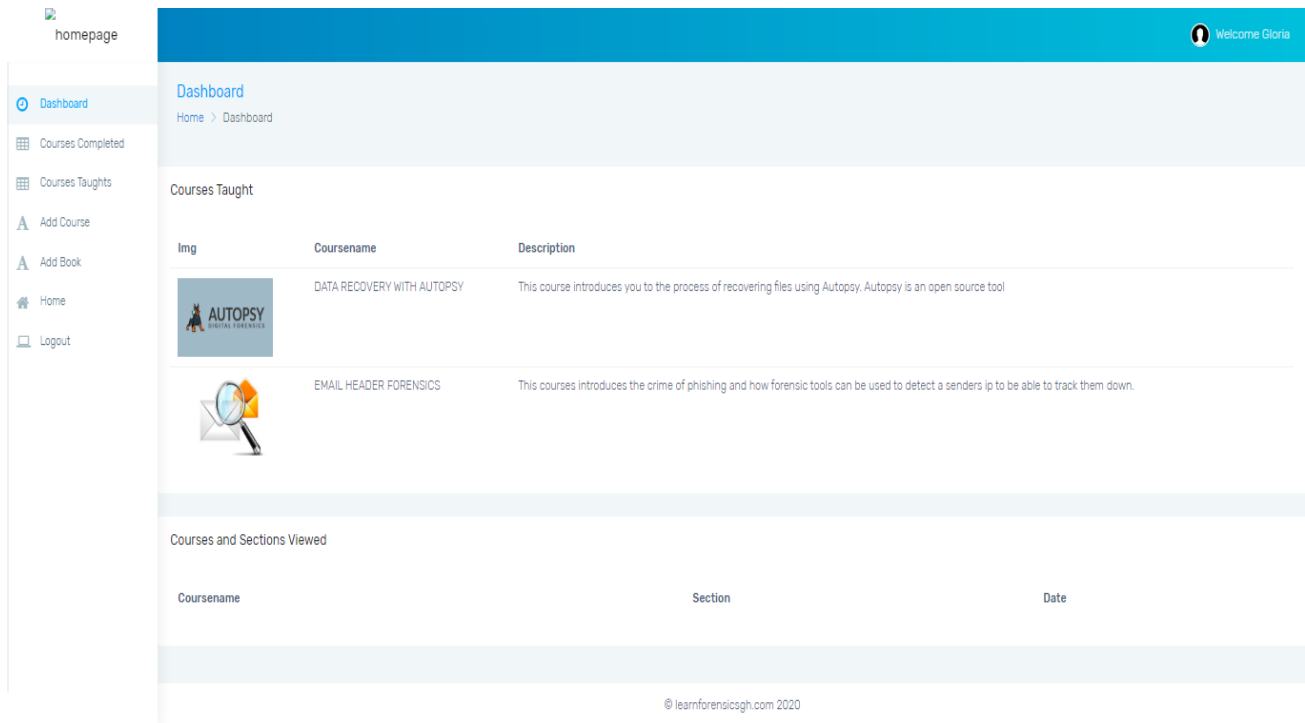 homepage
Welcome Gloria
Dashboard
Courses Completed
Courses Taughts
Add Course
Add Book
Home
Logout
Dashboard
Home > Dashboard
Courses Taught
Img Coursename Description
AUTOPSY
DIGITAL FORENSICS
DATA RECOVERY WITH AUTOPSY This course introduces you to the process of recovering files using Autopsy. Autopsy is an open source tool
EMAIL HEADER FORENSICS This courses introduces the crime of phishing and how forensic tools can be used to detect a senders ip to be able to track them down.
Courses and Sections Viewed
Coursename Section Date
© learnforensicsgh.com 2020